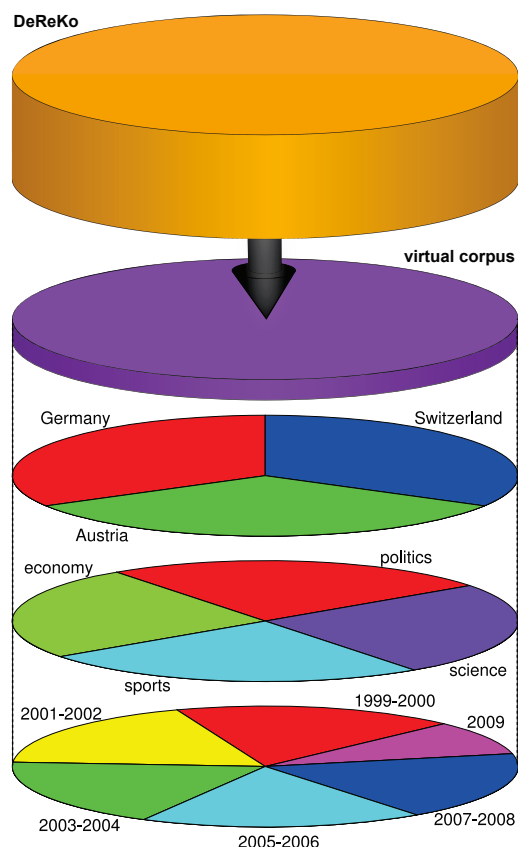 DeReKo
virtual corpus
Germany
Switzerland
Austria
economy
politics
sports
science
2001-2002
1999-2000
2009
2003-2004
2005-2006
2007-2008